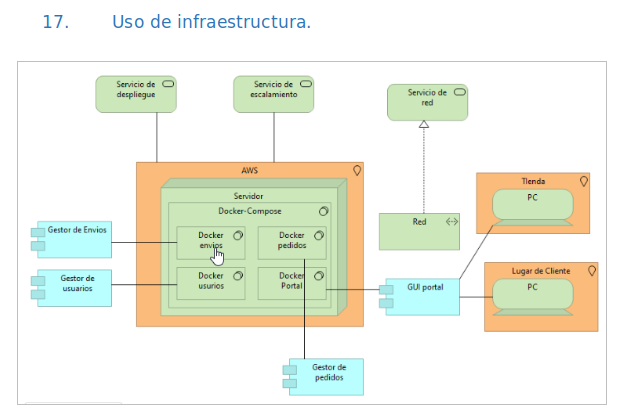 17. Uso de infraestructura.
Servicio de
despliegue
Servicio de
escalamiento
Servicio de
red
AWS
Servidor
Docker-Compose
Docker
envios
Docker
pedidos
Docker
usurios
Docker
Portal
Gestor de Envios
Gestor de
usuarios
Red
TIenda
PC
GUI portal
Lugar de Cliente
PC
Gestor de
pedidos